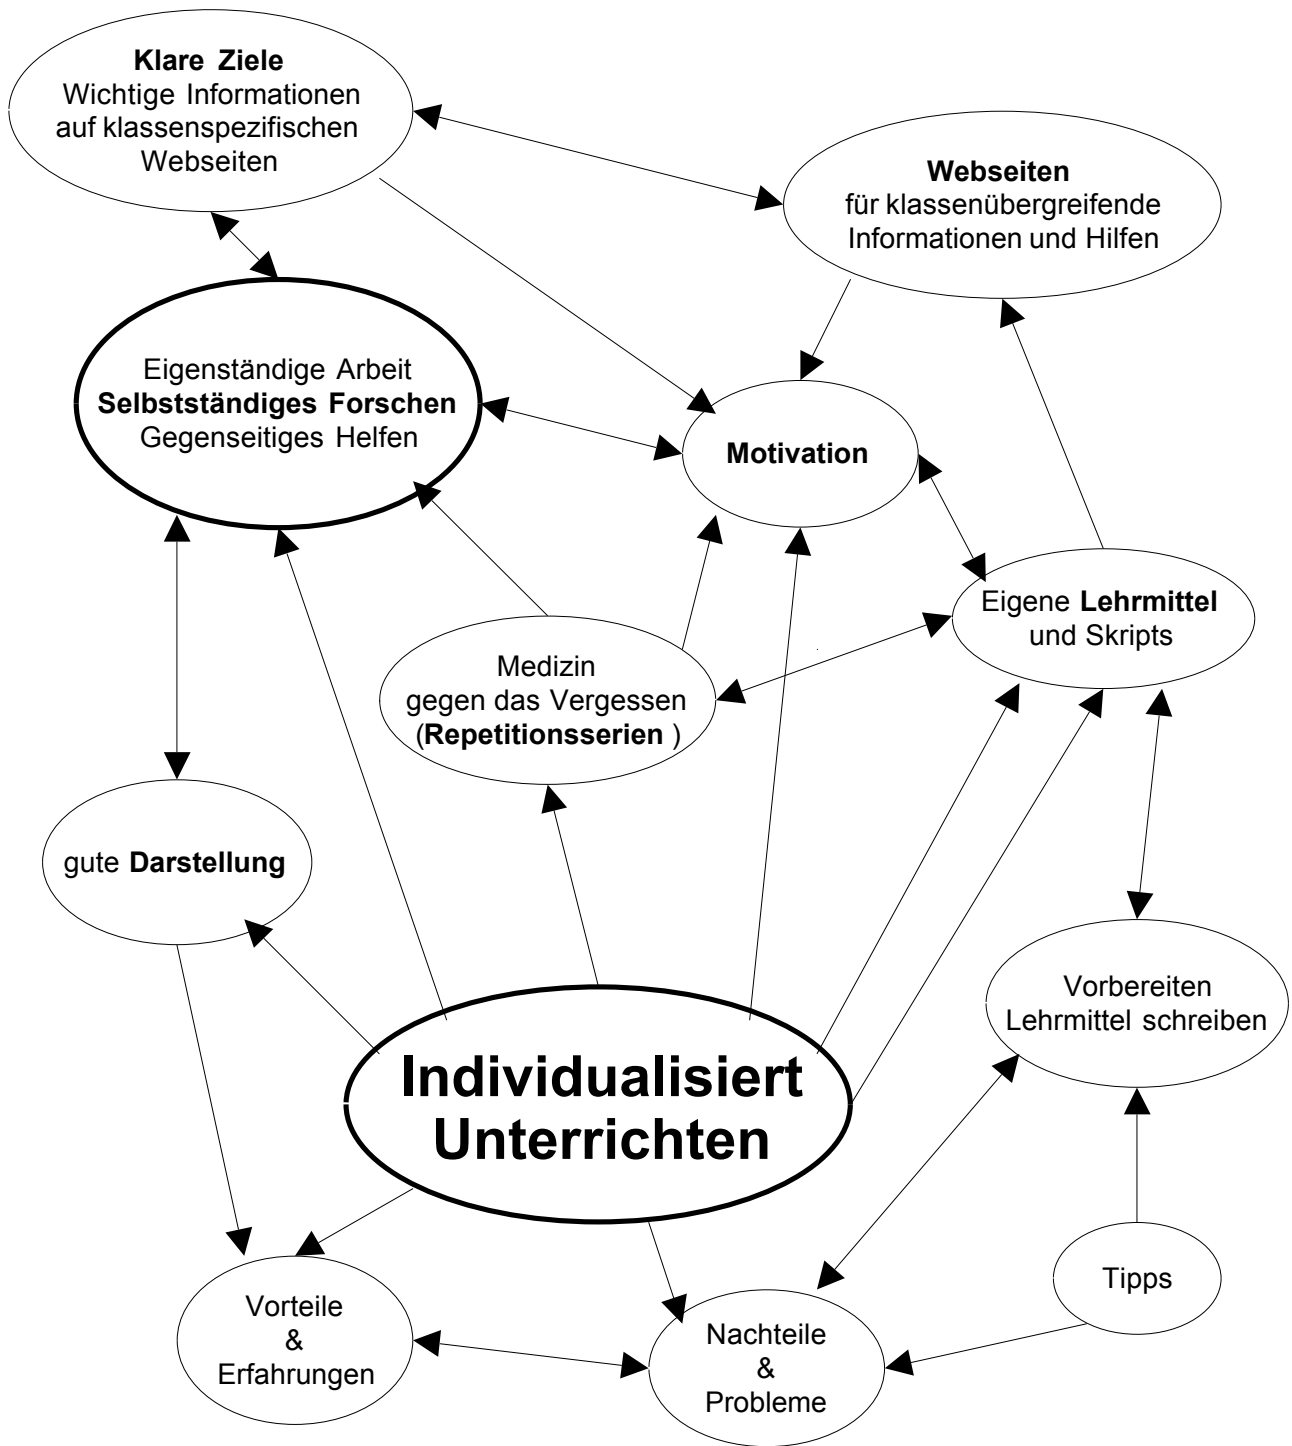 Klare Ziele
Wichtige Informationen
auf klassenspezifischen
Webseiten
Webseiten
für klassenübergreifende
Informationen und Hilfen
Eigenständige Arbeit
Selbstständiges Forschen
Gegenseitiges Helfen
Motivation
Eigene Lehrmittel
und Skripts
Medizin
gegen das Vergessen
(Repetitionsserien )
gute Darstellung
Vorbereiten
Lehrmittel schreiben
Individualisiert
Unterrichten
Tipps
Vorteile
&
Erfahrungen
Nachteile
&
Probleme